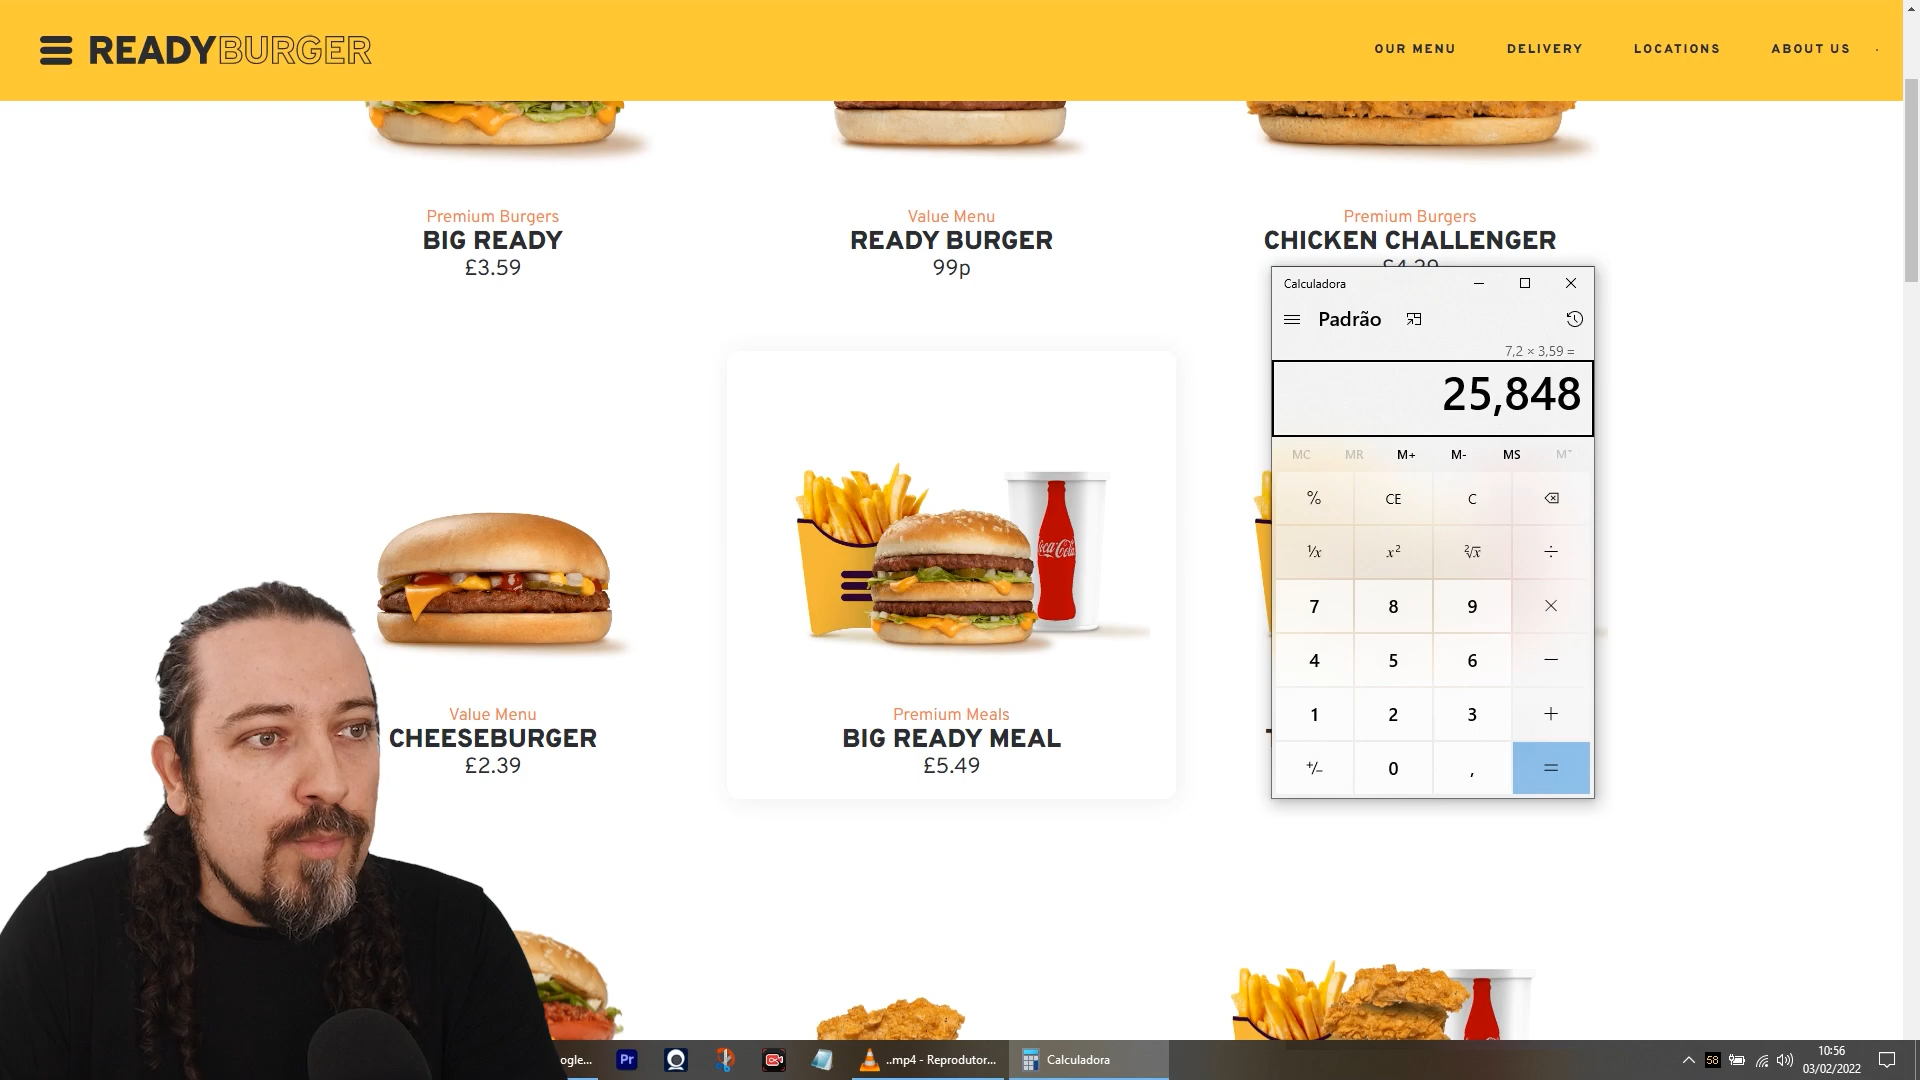 READYBURGER
OUR MENU
DELIVERY
LOCATIONS
ABOUT US
Premium Burgers
BIG READY
£3.59
Value Menu
READY BURGER
99p
Premium Burgers
CHICKEN CHALLENGER
Calculadora
Padrão
7,2 × 3,59 =
25,848
MC MR M+ M- MS M˅
% CE C
¹/x x² ²√x ÷
7 8 9 ×
4 5 6 −
1 2 3 +
+/− 0 , =
Coca-Cola
Value Menu
CHEESEBURGER
£2.39
Premium Meals
BIG READY MEAL
£5.49
ogle...
Pr
..mp4 - Reprodutor...
Calculadora
58
10:56
03/02/2022